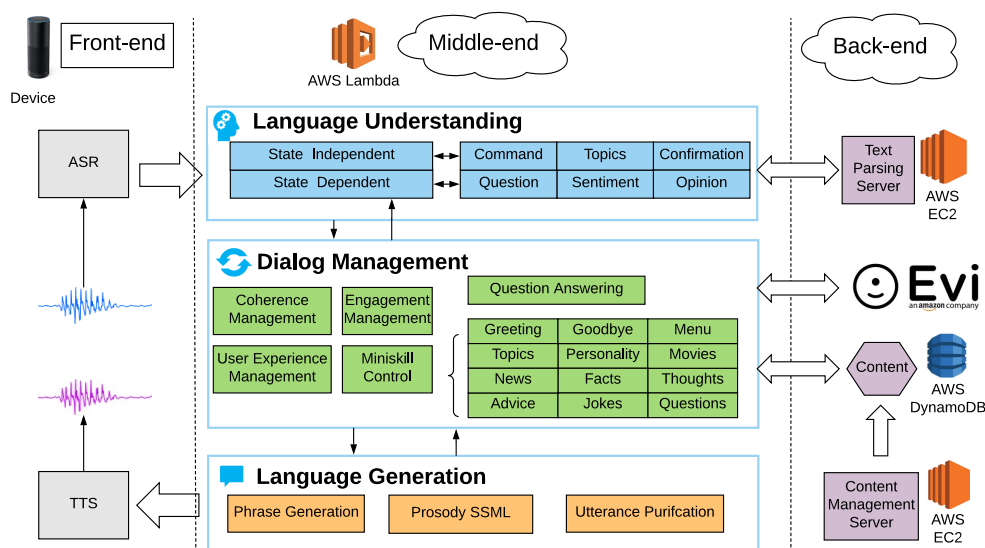 Front-end
Device
AWS Lambda
Middle-end
Back-end
ASR
Language Understanding
State Independent
State Dependent
Command
Topics
Confirmation
Question
Sentiment
Opinion
Text
Parsing
Server
AWS
EC2
Dialog Management
Coherence
Management
Engagement
Management
User Experience
Management
Miniskill
Control
Question Answering
Greeting
Goodbye
Menu
Topics
Personality
Movies
News
Facts
Thoughts
Advice
Jokes
Questions
Evi
an amazon company
Content
AWS
DynamoDB
TTS
Language Generation
Phrase Generation
Prosody SSML
Utterance Purifcation
Content
Management
Server
AWS
EC2